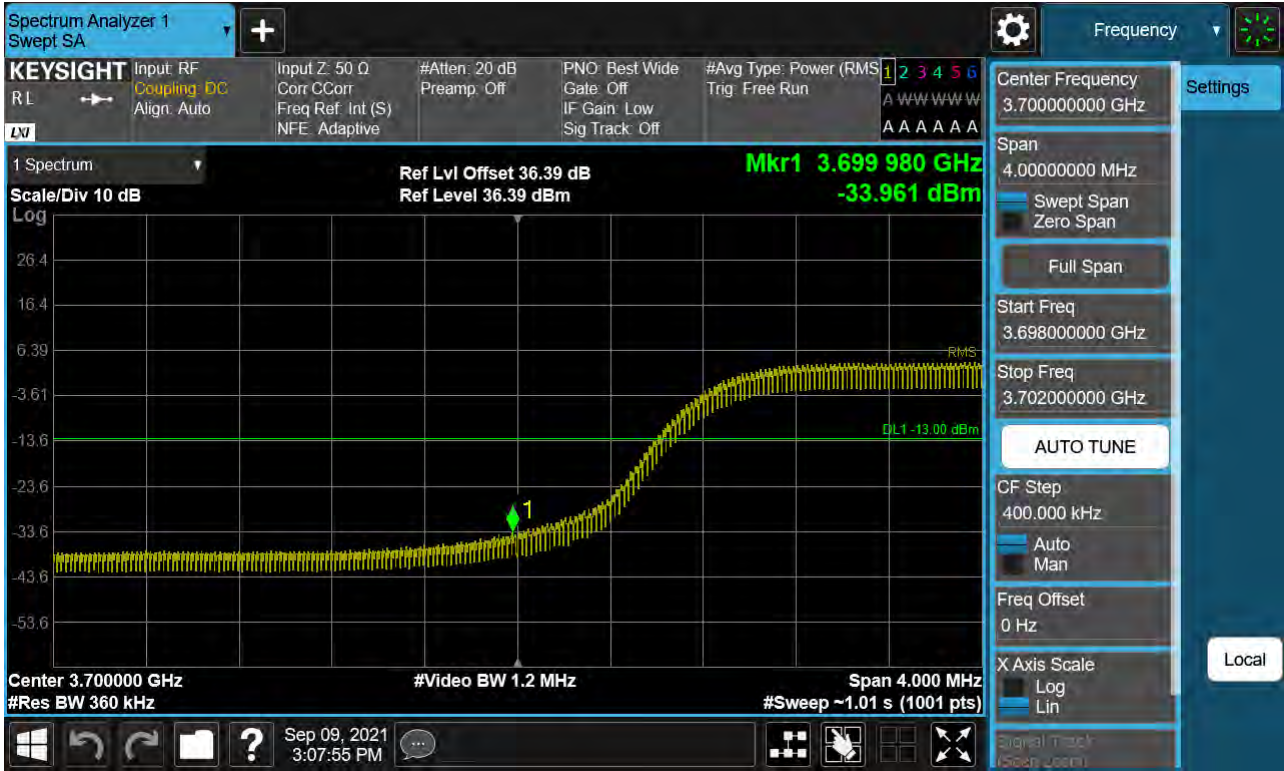 Spectrum Analyzer 1
Swept SA
+
Frequency
KEYSIGHT
RL
LXI
Input: RF
Coupling: DC
Align: Auto
Input Z: 50 Ω
Corr CCorr
Freq Ref: Int (S)
NFE: Adaptive
#Atten: 20 dB
Preamp: Off
PNO: Best Wide
Gate: Off
IF Gain: Low
Sig Track: Off
#Avg Type: Power (RMS
Trig: Free Run
1 2 3 4 5 6
A W W W W W
A A A A A A
1 Spectrum
Scale/Div 10 dB
Log
Ref Lvl Offset 36.39 dB
Ref Level 36.39 dBm
Mkr1 3.699 980 GHz
-33.961 dBm
26.4
16.4
6.39
-3.61
-13.6
-23.6
-33.6
-43.6
-53.6
RMS
DL1 -13.00 dBm
1
Center 3.700000 GHz
#Res BW 360 kHz
#Video BW 1.2 MHz
Span 4.000 MHz
#Sweep ~1.01 s (1001 pts)
Center Frequency
3.700000000 GHz
Span
4.00000000 MHz
Swept Span
Zero Span
Full Span
Start Freq
3.698000000 GHz
Stop Freq
3.702000000 GHz
AUTO TUNE
CF Step
400.000 kHz
Auto
Man
Freq Offset
0 Hz
X Axis Scale
Log
Lin
Signal Track
(Span Zoom)
Settings
Local
?
Sep 09, 2021
3:07:55 PM